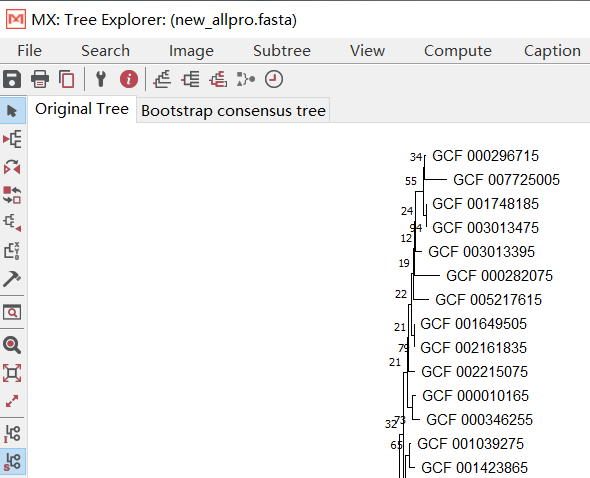 MX: Tree Explorer: (new_allpro.fasta)
File Search Image Subtree View Compute Caption
Original Tree Bootstrap consensus tree
34 GCF 000296715
55 GCF 007725005
GCF 001748185
24
94 GCF 003013475
12
GCF 003013395
19
GCF 000282075
22
GCF 005217615
21 GCF 001649505
79 GCF 002161835
21
GCF 002215075
GCF 000010165
73 GCF 000346255
32
65 GCF 001039275
GCF 001423865